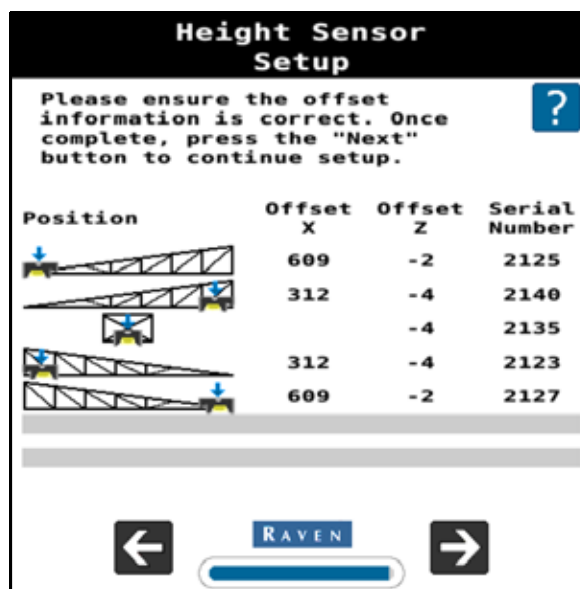 Height Sensor
Setup
Please ensure the offset
information is correct. Once
complete, press the "Next"
button to continue setup.
?
Position Offset X Offset Z Serial Number
609 -2 2125
312 -4 2140
-4 2135
312 -4 2123
609 -2 2127
RAVEN